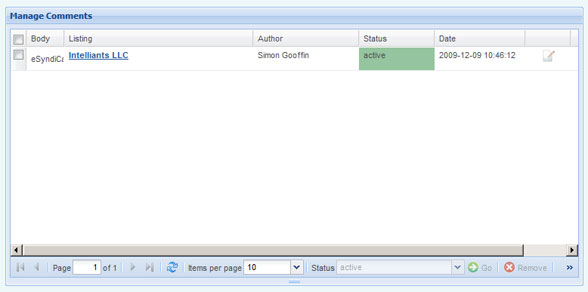 Manage Comments
Body Listing Author Status Date
eSyndiCa Intelliants LLC Simon Gooffin active 2009-12-09 10:46:12
Page 1 of 1 Items per page 10 Status active Go Remove »